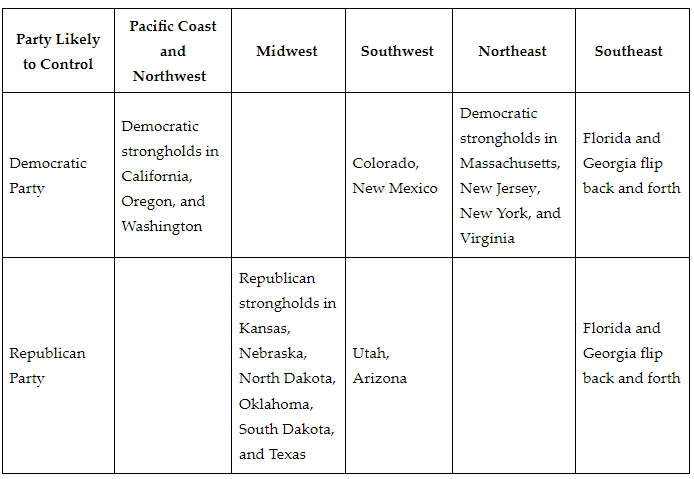 Party Likely
to Control
Pacific Coast
and
Northwest
Midwest
Southwest
Northeast
Southeast
Democratic
Party
Democratic
strongholds in
California,
Oregon, and
Washington
Colorado,
New Mexico
Democratic
strongholds in
Massachusetts,
New Jersey,
New York, and
Virginia
Florida and
Georgia flip
back and forth
Republican
Party
Republican
strongholds in
Kansas,
Nebraska,
North Dakota,
Oklahoma,
South Dakota,
and Texas
Utah,
Arizona
Florida and
Georgia flip
back and forth